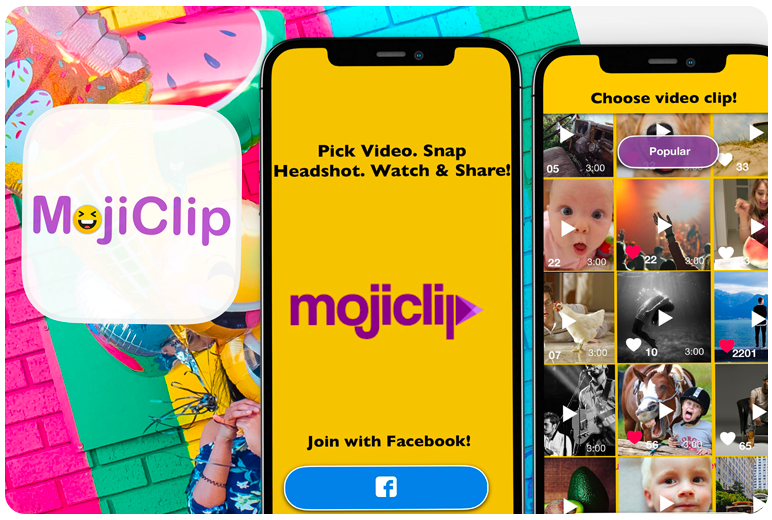 MojiClip
Pick Video. Snap
Headshot. Watch & Share!
mojiclip
Join with Facebook!
f
Choose video clip!
Popular
05 3:00
33
22 3:00
22 3:00
07 3:00
10 3:00
2201
3:00
56 3:00
65